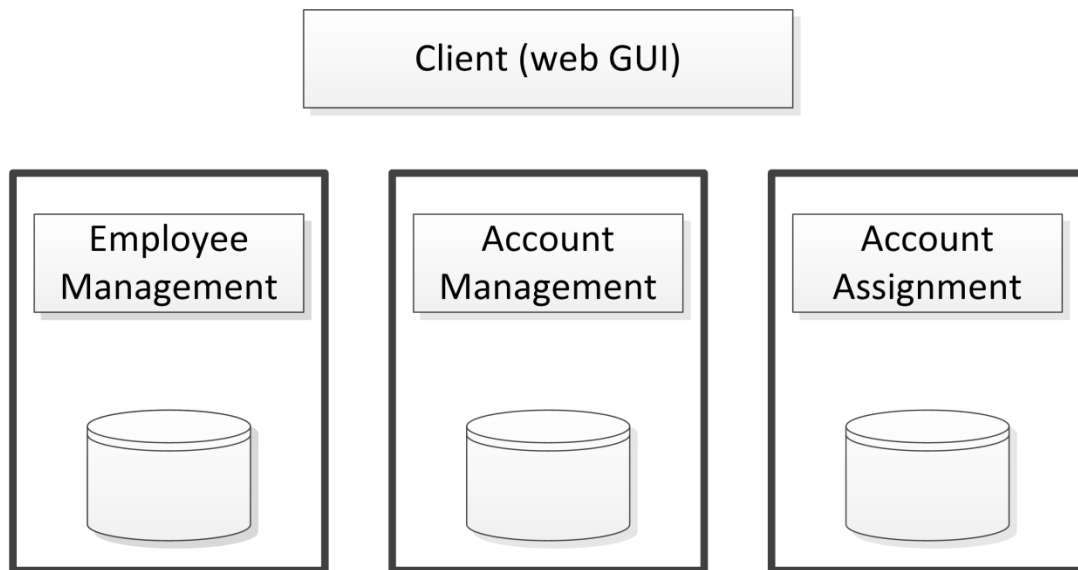 Client (web GUI)
Employee
Management
Account
Management
Account
Assignment